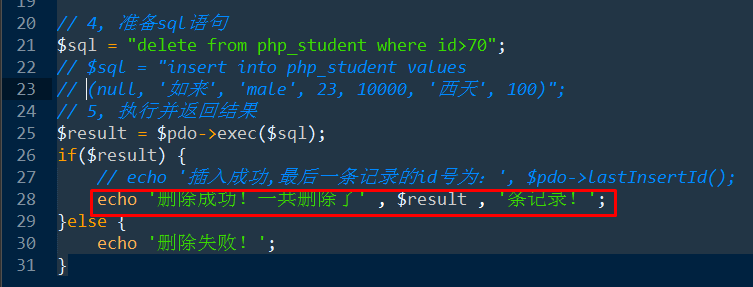 19
20 // 4, 准备sql语句
21 $sql = "delete from php_student where id>70";
22 // $sql = "insert into php_student values
23 // (null, '如来', 'male', 23, 10000, '西天', 100)";
24 // 5, 执行并返回结果
25 $result = $pdo->exec($sql);
26 if($result) {
27     // echo '插入成功,最后一条记录的id号为：', $pdo->lastInsertId();
28     echo '删除成功！一共删除了' , $result , '条记录！';
29 }else {
30     echo '删除失败！';
31 }